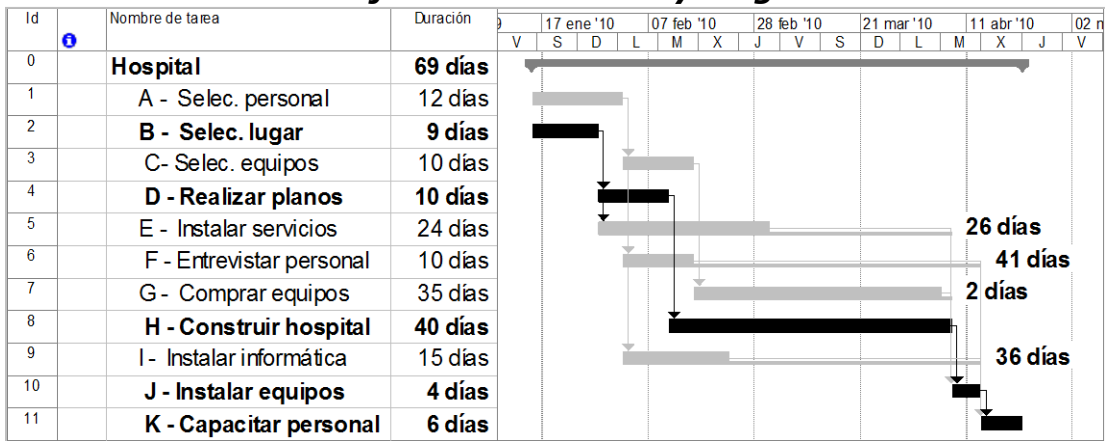 Id Nombre de tarea Duración 17 ene '10 07 feb '10 28 feb '10 21 mar '10 11 abr '10
V S D L M X J V S D L M X J V
0 Hospital 69 días
1 A - Selec. personal 12 días
2 B - Selec. lugar 9 días
3 C- Selec. equipos 10 días
4 D - Realizar planos 10 días
5 E - Instalar servicios 24 días 26 días
6 F - Entrevistar personal 10 días 41 días
7 G - Comprar equipos 35 días 2 días
8 H - Construir hospital 40 días
9 I - Instalar informática 15 días 36 días
10 J - Instalar equipos 4 días
11 K - Capacitar personal 6 días